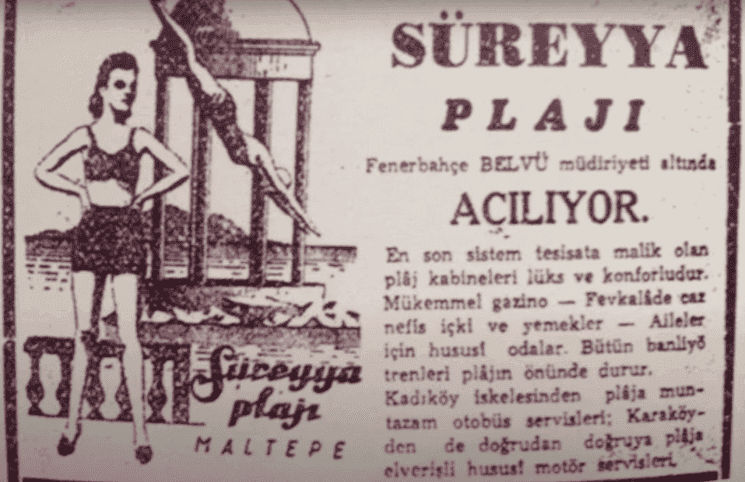 SÜREYYA
PLAJI
Fenerbahçe BELVÜ müdiriyeti altında
AÇILIYOR.
En son sistem tesisata malik olan
plâj kabineleri lüks ve konforludur.
Mükemmel gazino — Fevkalâde caz
nefis içki ve yemekler — Aileler
için hususî odalar. Bütün banliyö
trenleri plâjın önünde durur.
Kadıköy iskelesinden plâja mun-
tazam otobüs servisleri; Karaköy-
den de doğrudan doğruya plâja
elverişli hususî motör servisleri.
Süreyya
plajı
MALTEPE